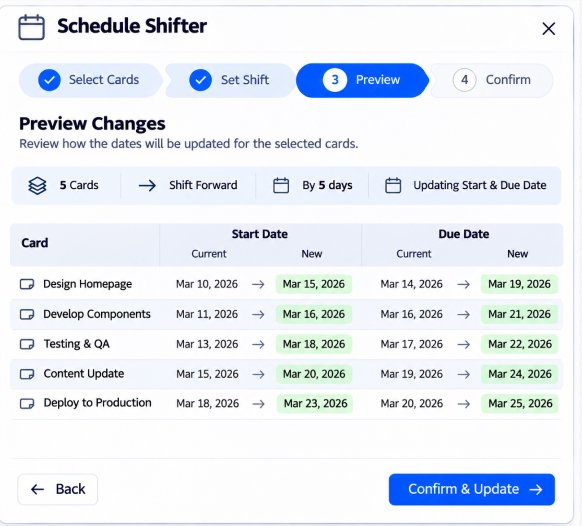 Schedule Shifter
Select Cards Set Shift 3 Preview 4 Confirm
Preview Changes
Review how the dates will be updated for the selected cards.
5 Cards → Shift Forward By 5 days Updating Start & Due Date
Card Start Date Due Date
Current New Current New
Design Homepage Mar 10, 2026 → Mar 15, 2026 Mar 14, 2026 → Mar 19, 2026
Develop Components Mar 11, 2026 → Mar 16, 2026 Mar 16, 2026 → Mar 21, 2026
Testing & QA Mar 13, 2026 → Mar 18, 2026 Mar 17, 2026 → Mar 22, 2026
Content Update Mar 15, 2026 → Mar 20, 2026 Mar 19, 2026 → Mar 24, 2026
Deploy to Production Mar 18, 2026 → Mar 23, 2026 Mar 20, 2026 → Mar 25, 2026
← Back Confirm & Update →